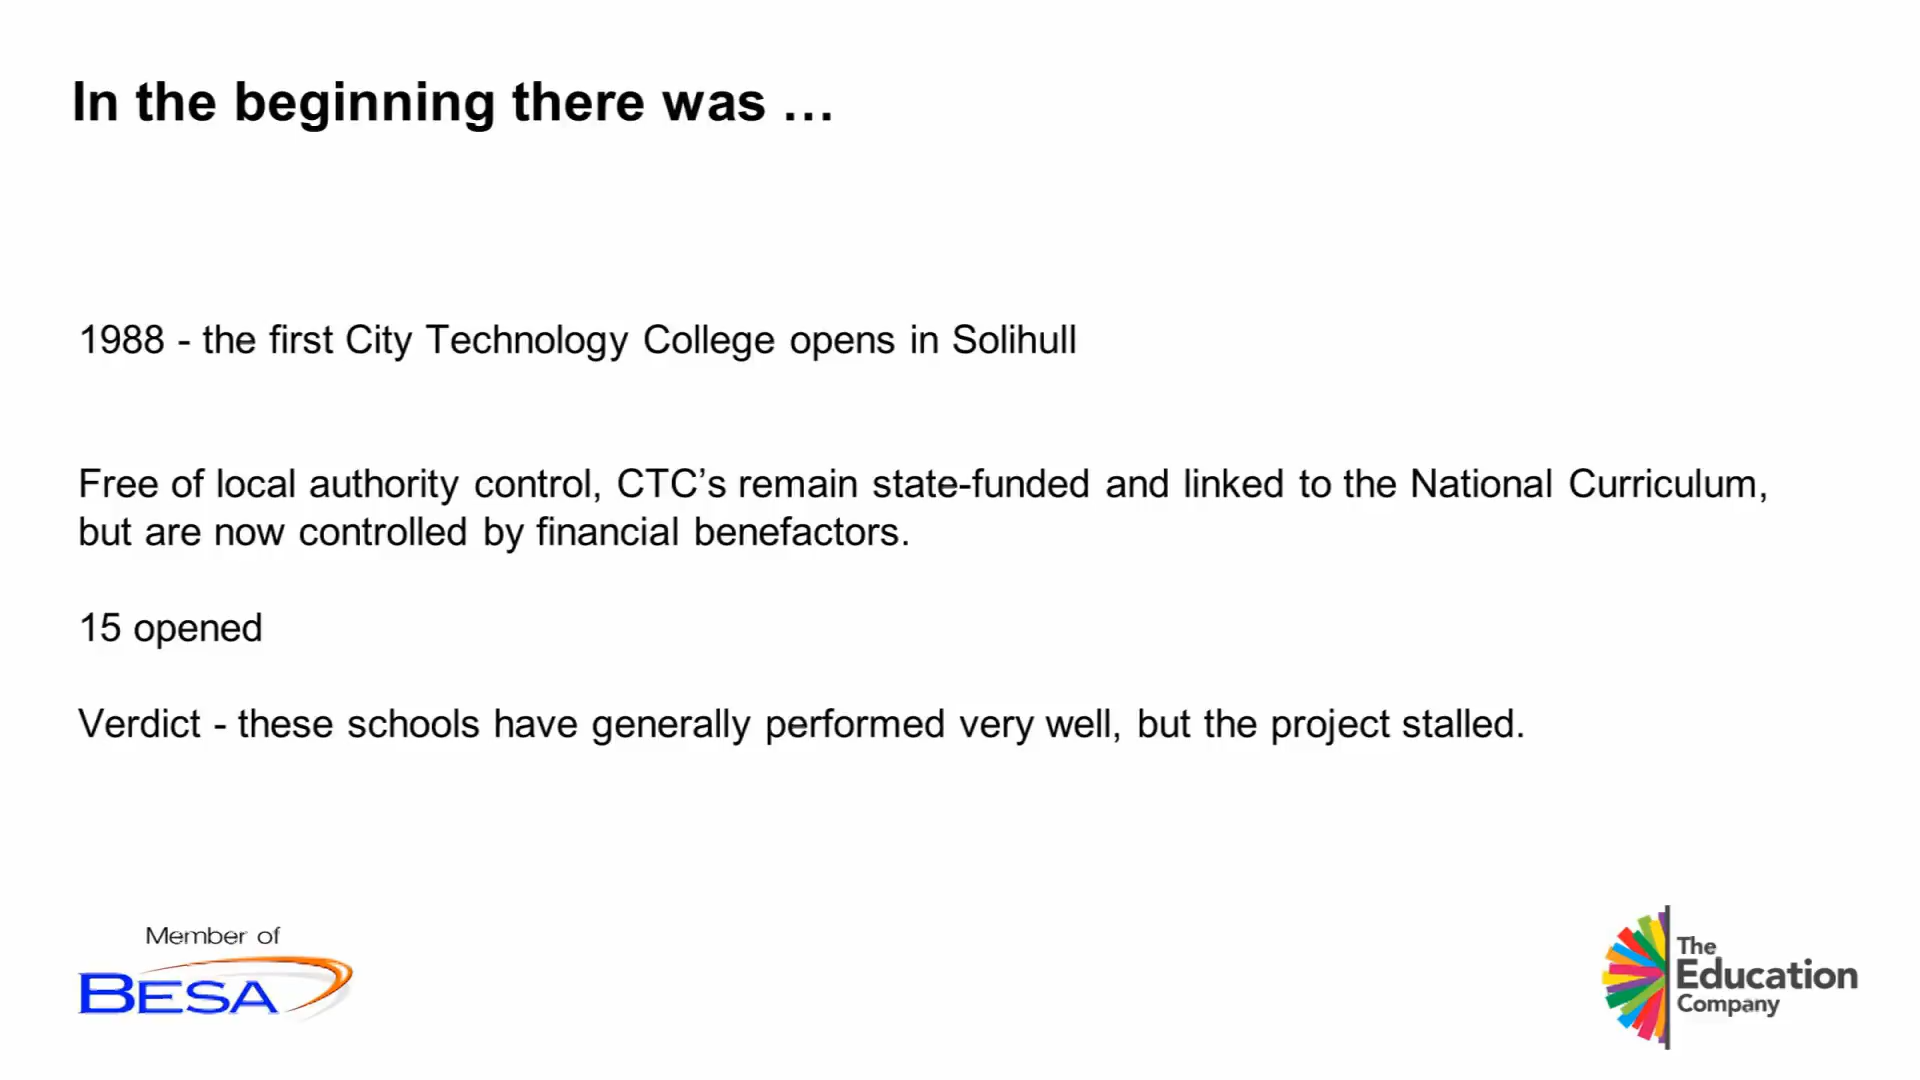 In the beginning there was …
1988 - the first City Technology College opens in Solihull
Free of local authority control, CTC’s remain state-funded and linked to the National Curriculum,
but are now controlled by financial benefactors.
15 opened
Verdict - these schools have generally performed very well, but the project stalled.
Member of
BESA
The
Education
Company